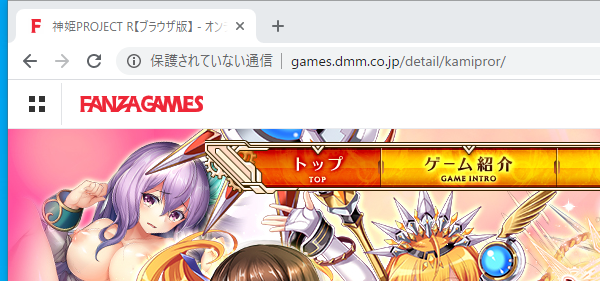 神姫PROJECT R【ブラウザ版】 - オン
保護されていない通信 | games.dmm.co.jp/detail/kamipror/
FANZA GAMES
トップ
TOP
ゲーム紹介
GAME INTRO